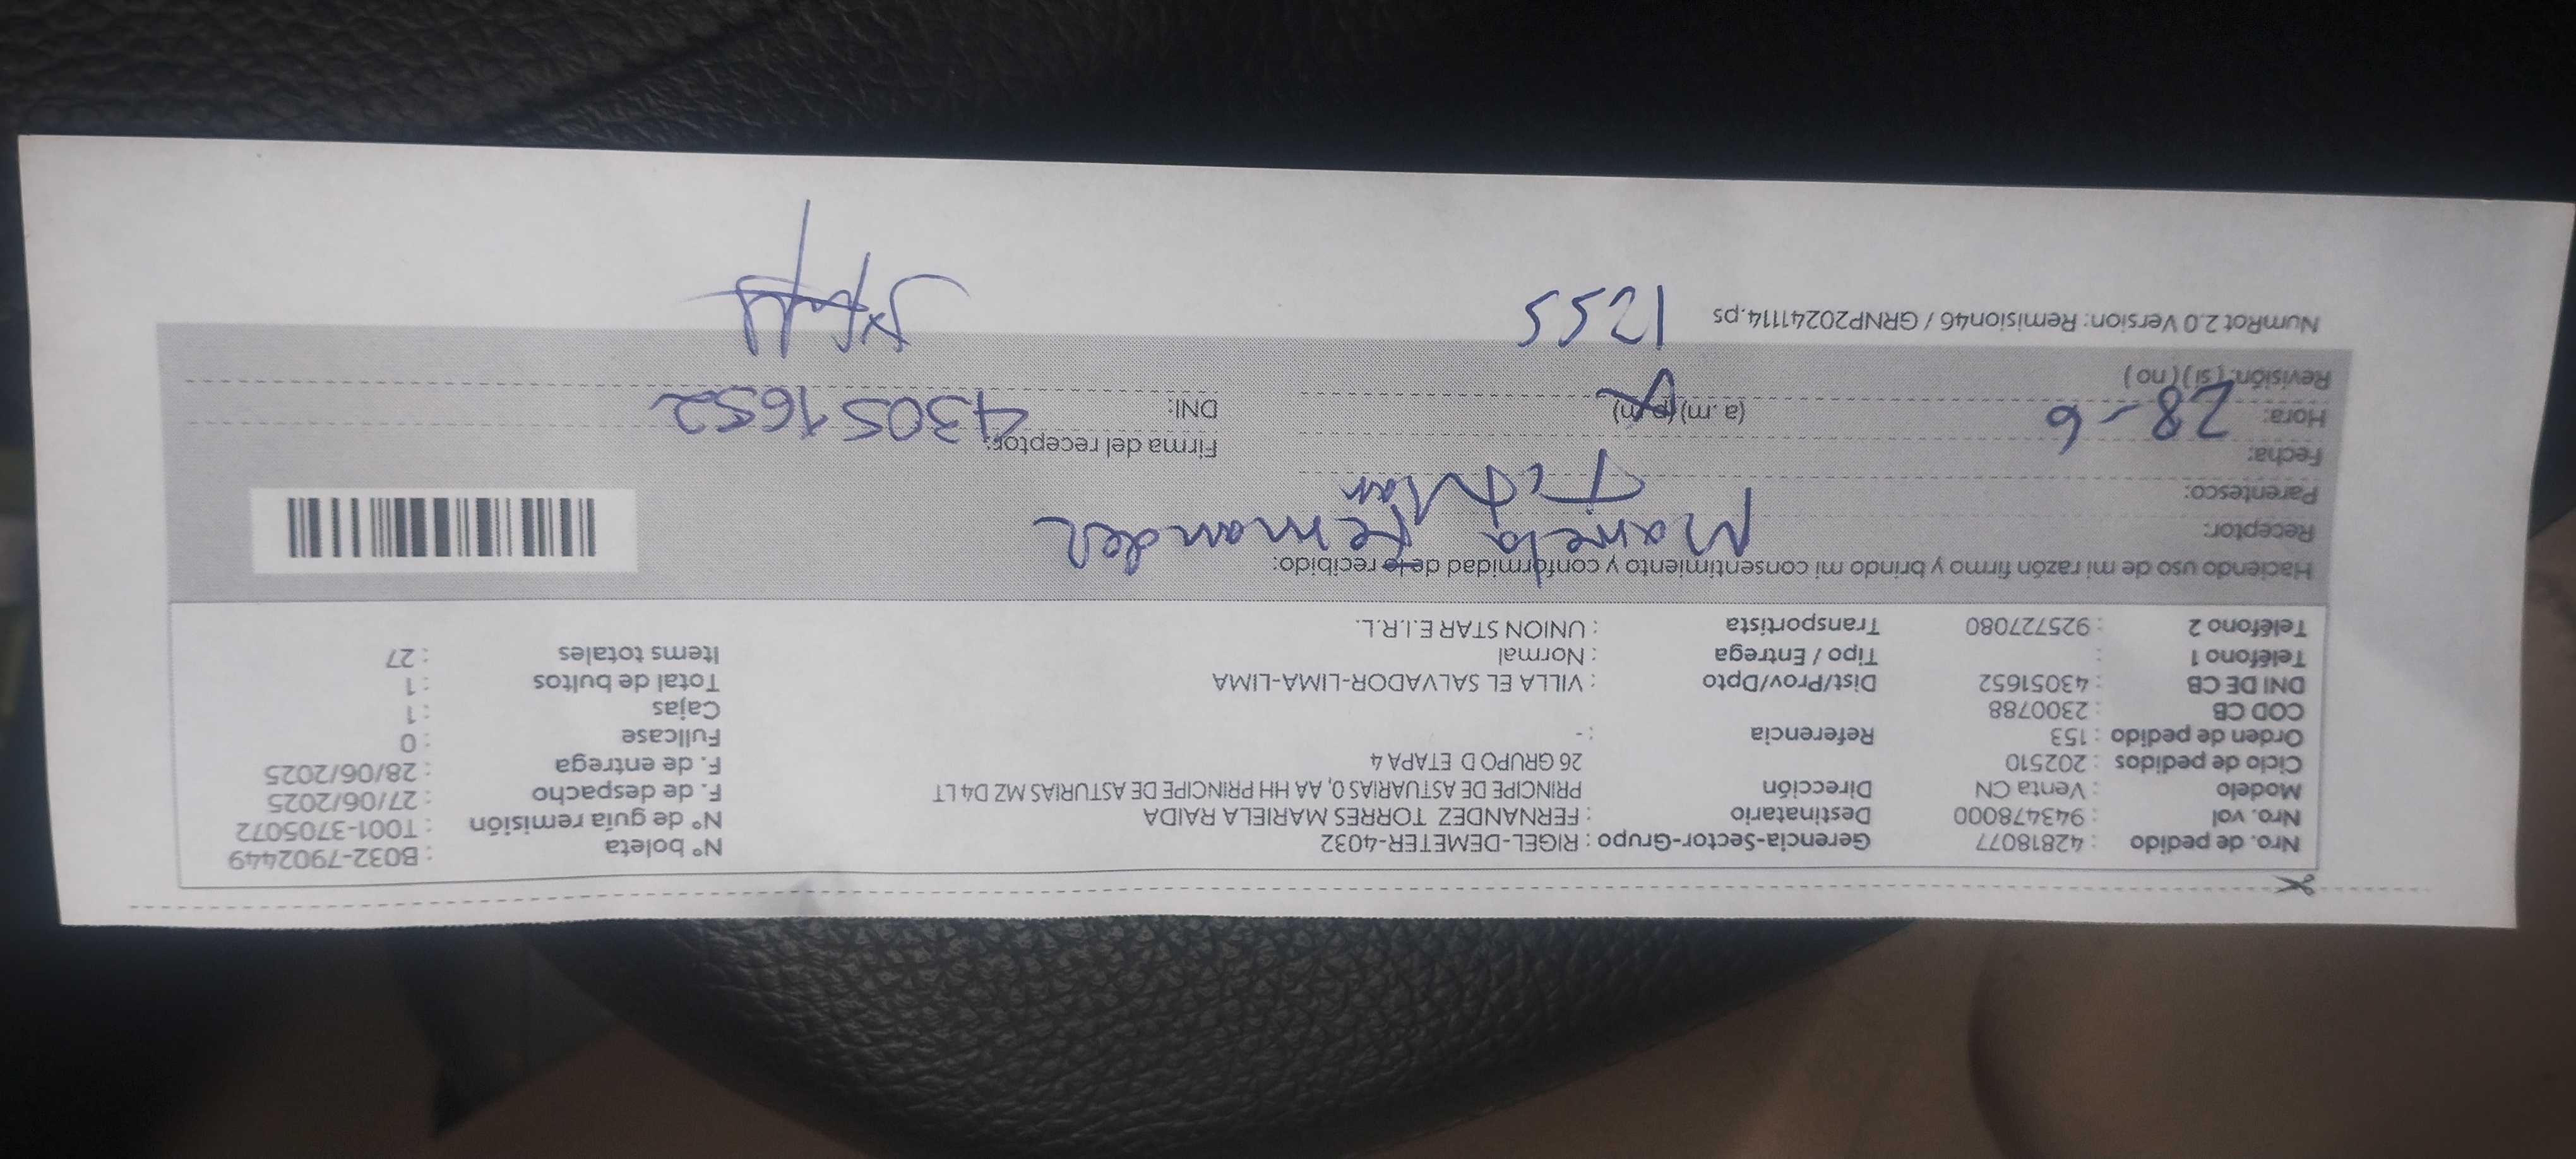 Nro. de pedido : 42818077 Gerencia-Sector-Grupo : RIGEL-DEMETER-4032 N° boleta : B032-7902449
Nro. vol : 943478000 Destinatario : FERNANDEZ TORRES MARIELA RAIDA N° de guía remisión : T001-3705072
Modelo : Venta CN Dirección PRINCIPE DE ASTURIAS 0, AA HH PRINCIPE DE ASTURIAS MZ D4 LT F. de despacho : 27/06/2025
Ciclo de pedidos : 202510 26 GRUPO D ETAPA 4 F. de entrega : 28/06/2025
Orden de pedido : 153 Referencia : - Fullcase : 0
COD CB : 2300788 Cajas : 1
DNI DE CB : 43051652 Dist/Prov/Dpto : VILLA EL SALVADOR-LIMA-LIMA Total de bultos : 1
Teléfono 1 : Tipo / Entrega : Normal Items totales : 27
Teléfono 2 : 925727080 Transportista : UNION STAR E.I.R.L.
Haciendo uso de mi razón firmo y brindo mi consentimiento y conformidad de lo recibido:
Receptor: Mariela Fernandez
Parentesco: Titular
Fecha: 28-6 Firma del receptor:
Hora: (a. m) (p. m) DNI: 43051652
Revisión: ( si ) ( no )
NumRot 2.0 Version: Remision46 / GRNP20241114.ps 1255